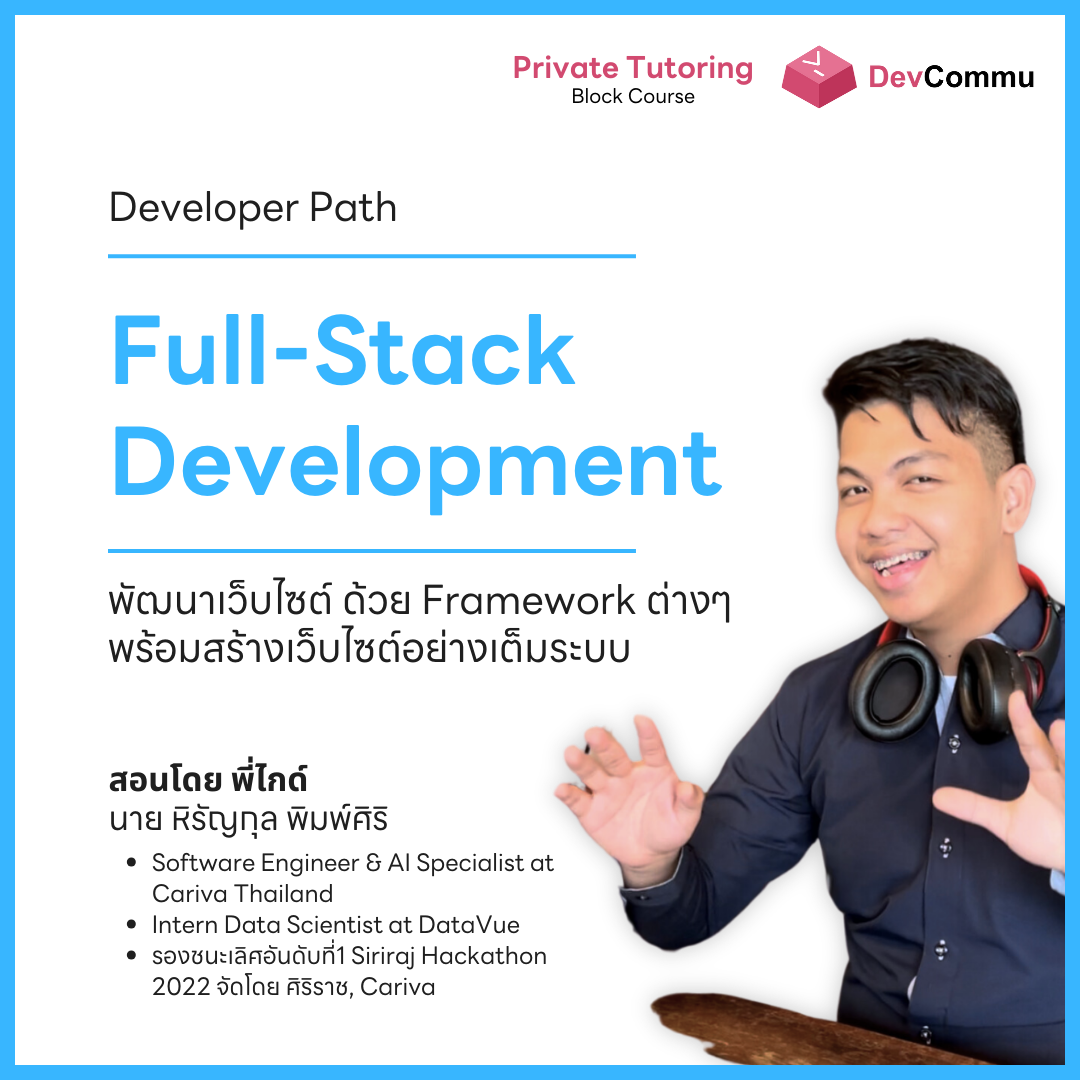 Private Tutoring
Block Course
DevCommu
Developer Path
Full-Stack
Development
พัฒนาเว็บไซต์ ด้วย Framework ต่างๆ
พร้อมสร้างเว็บไซต์อย่างเต็มระบบ
สอนโดย พี่ไกด์
นาย หิรัญกุล พิมพ์ศิริ
• Software Engineer & AI Specialist at
Cariva Thailand
• Intern Data Scientist at DataVue
• รองชนะเลิศอันดับที่1 Siriraj Hackathon
2022 จัดโดย ศิริราช, Cariva